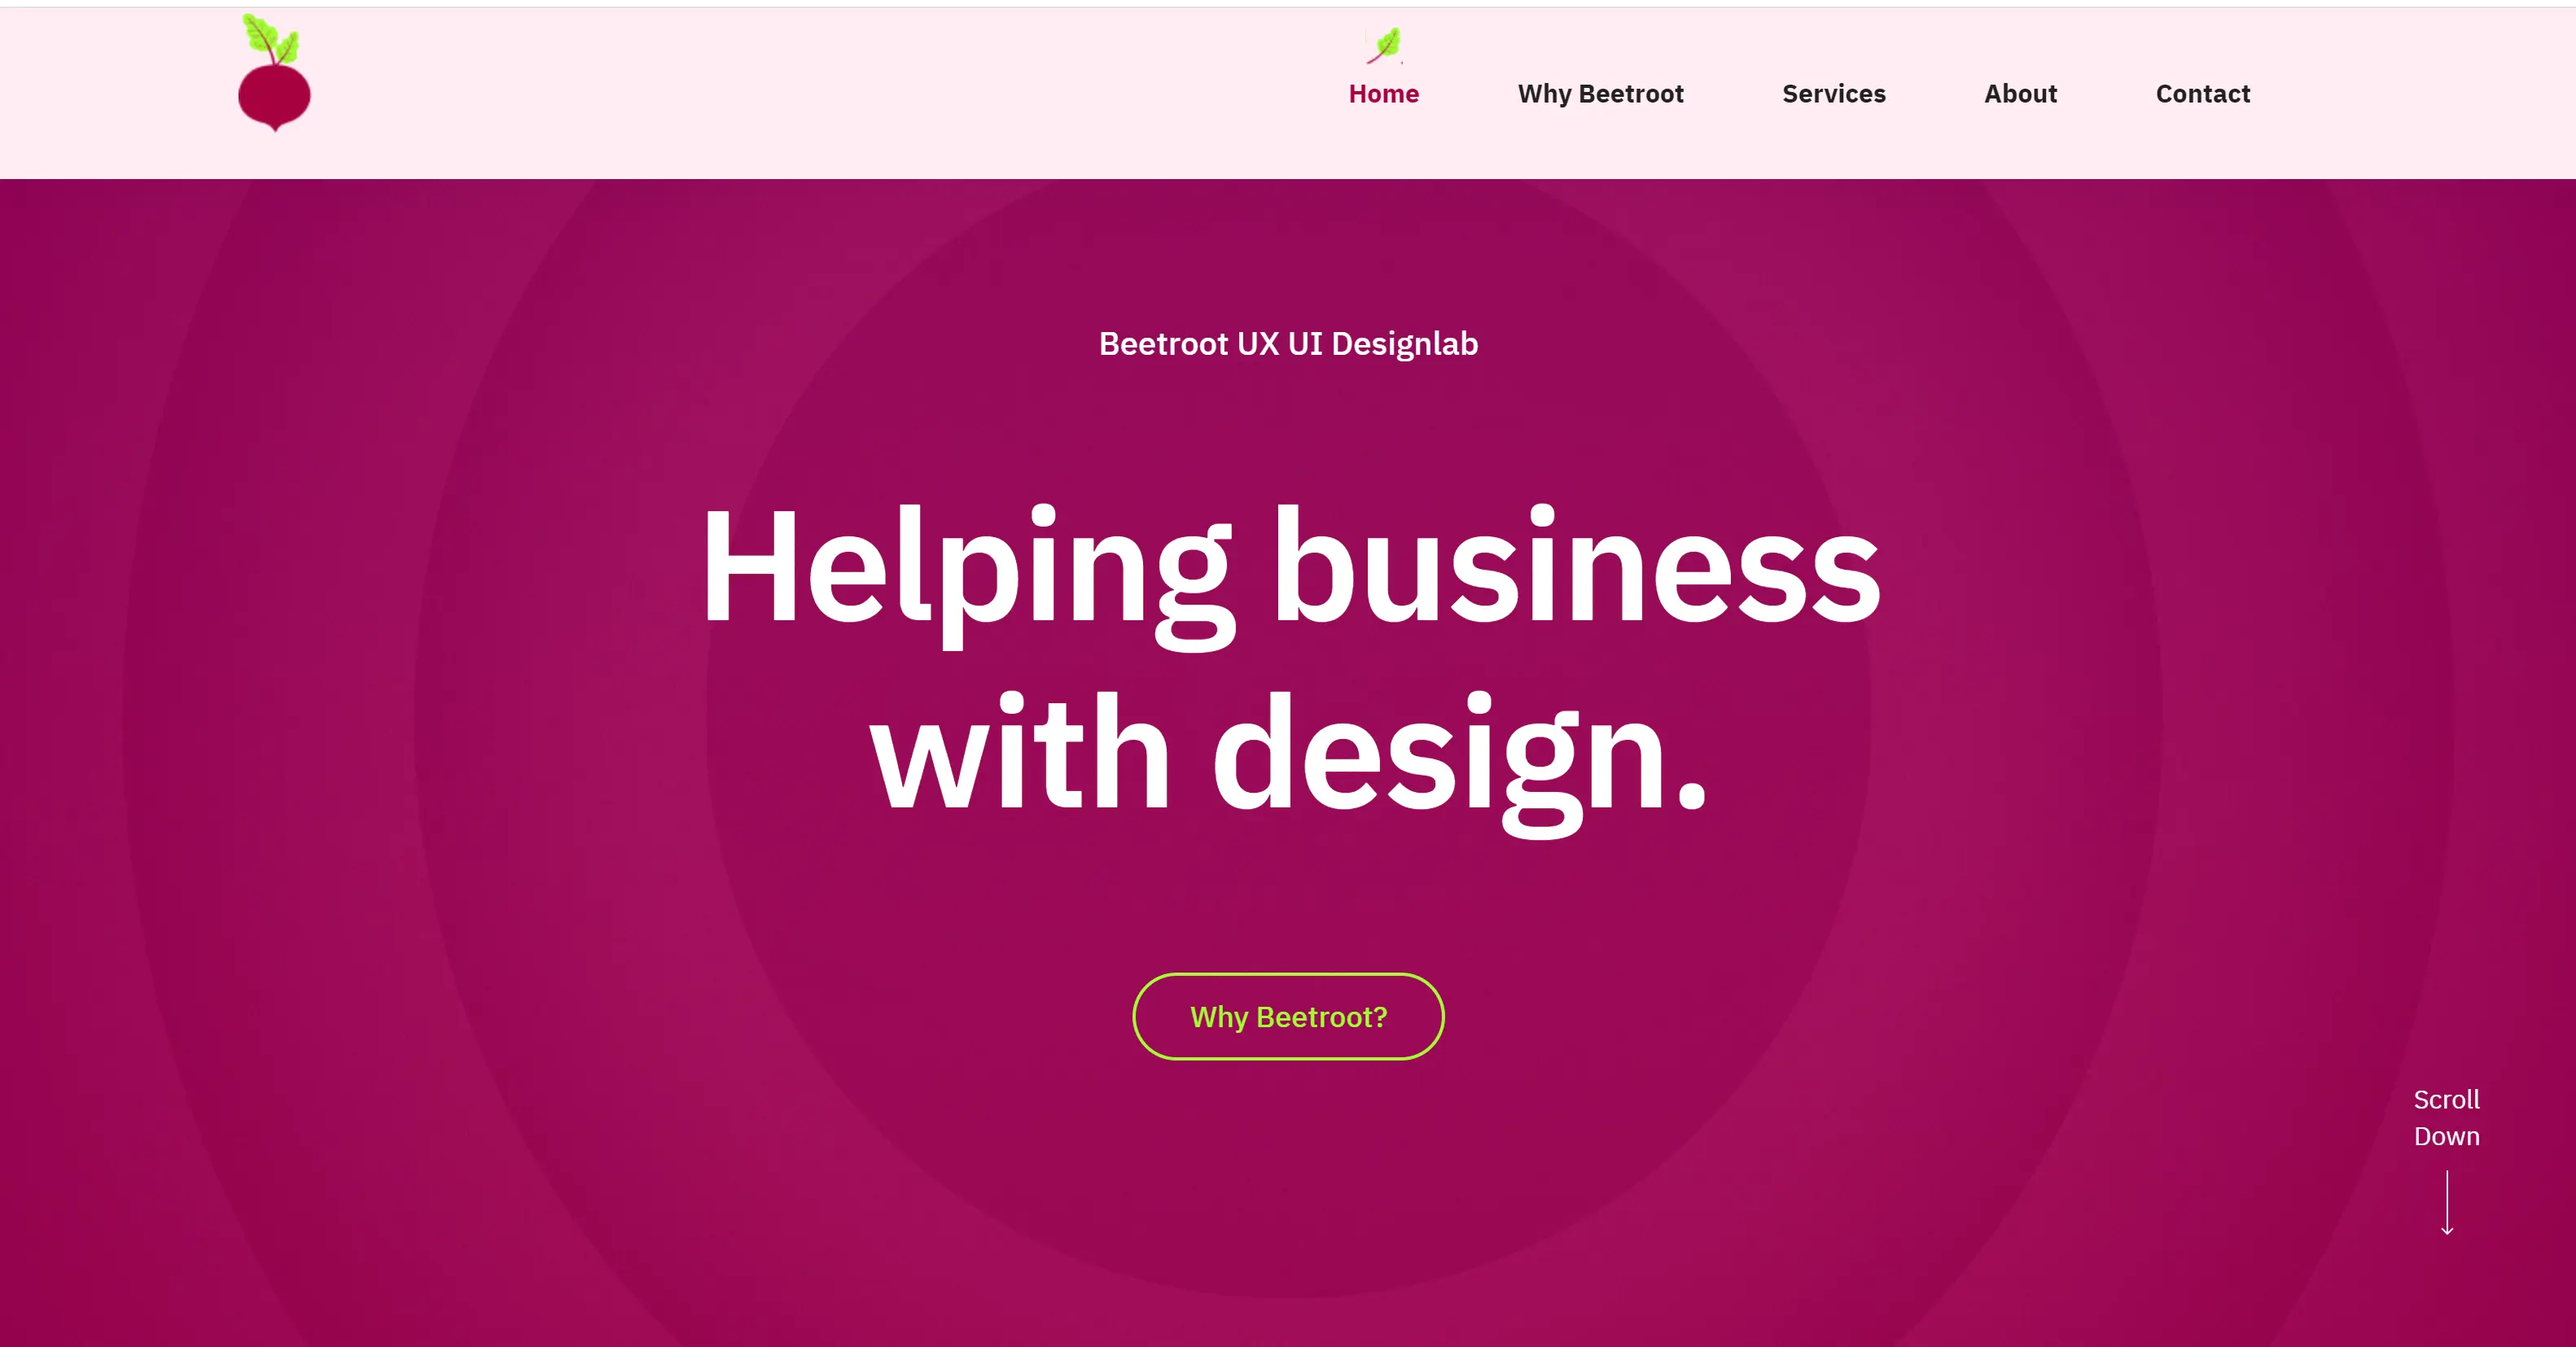 Home Why Beetroot Services About Contact
Beetroot UX UI Designlab
Helping business
with design.
Why Beetroot?
Scroll
Down